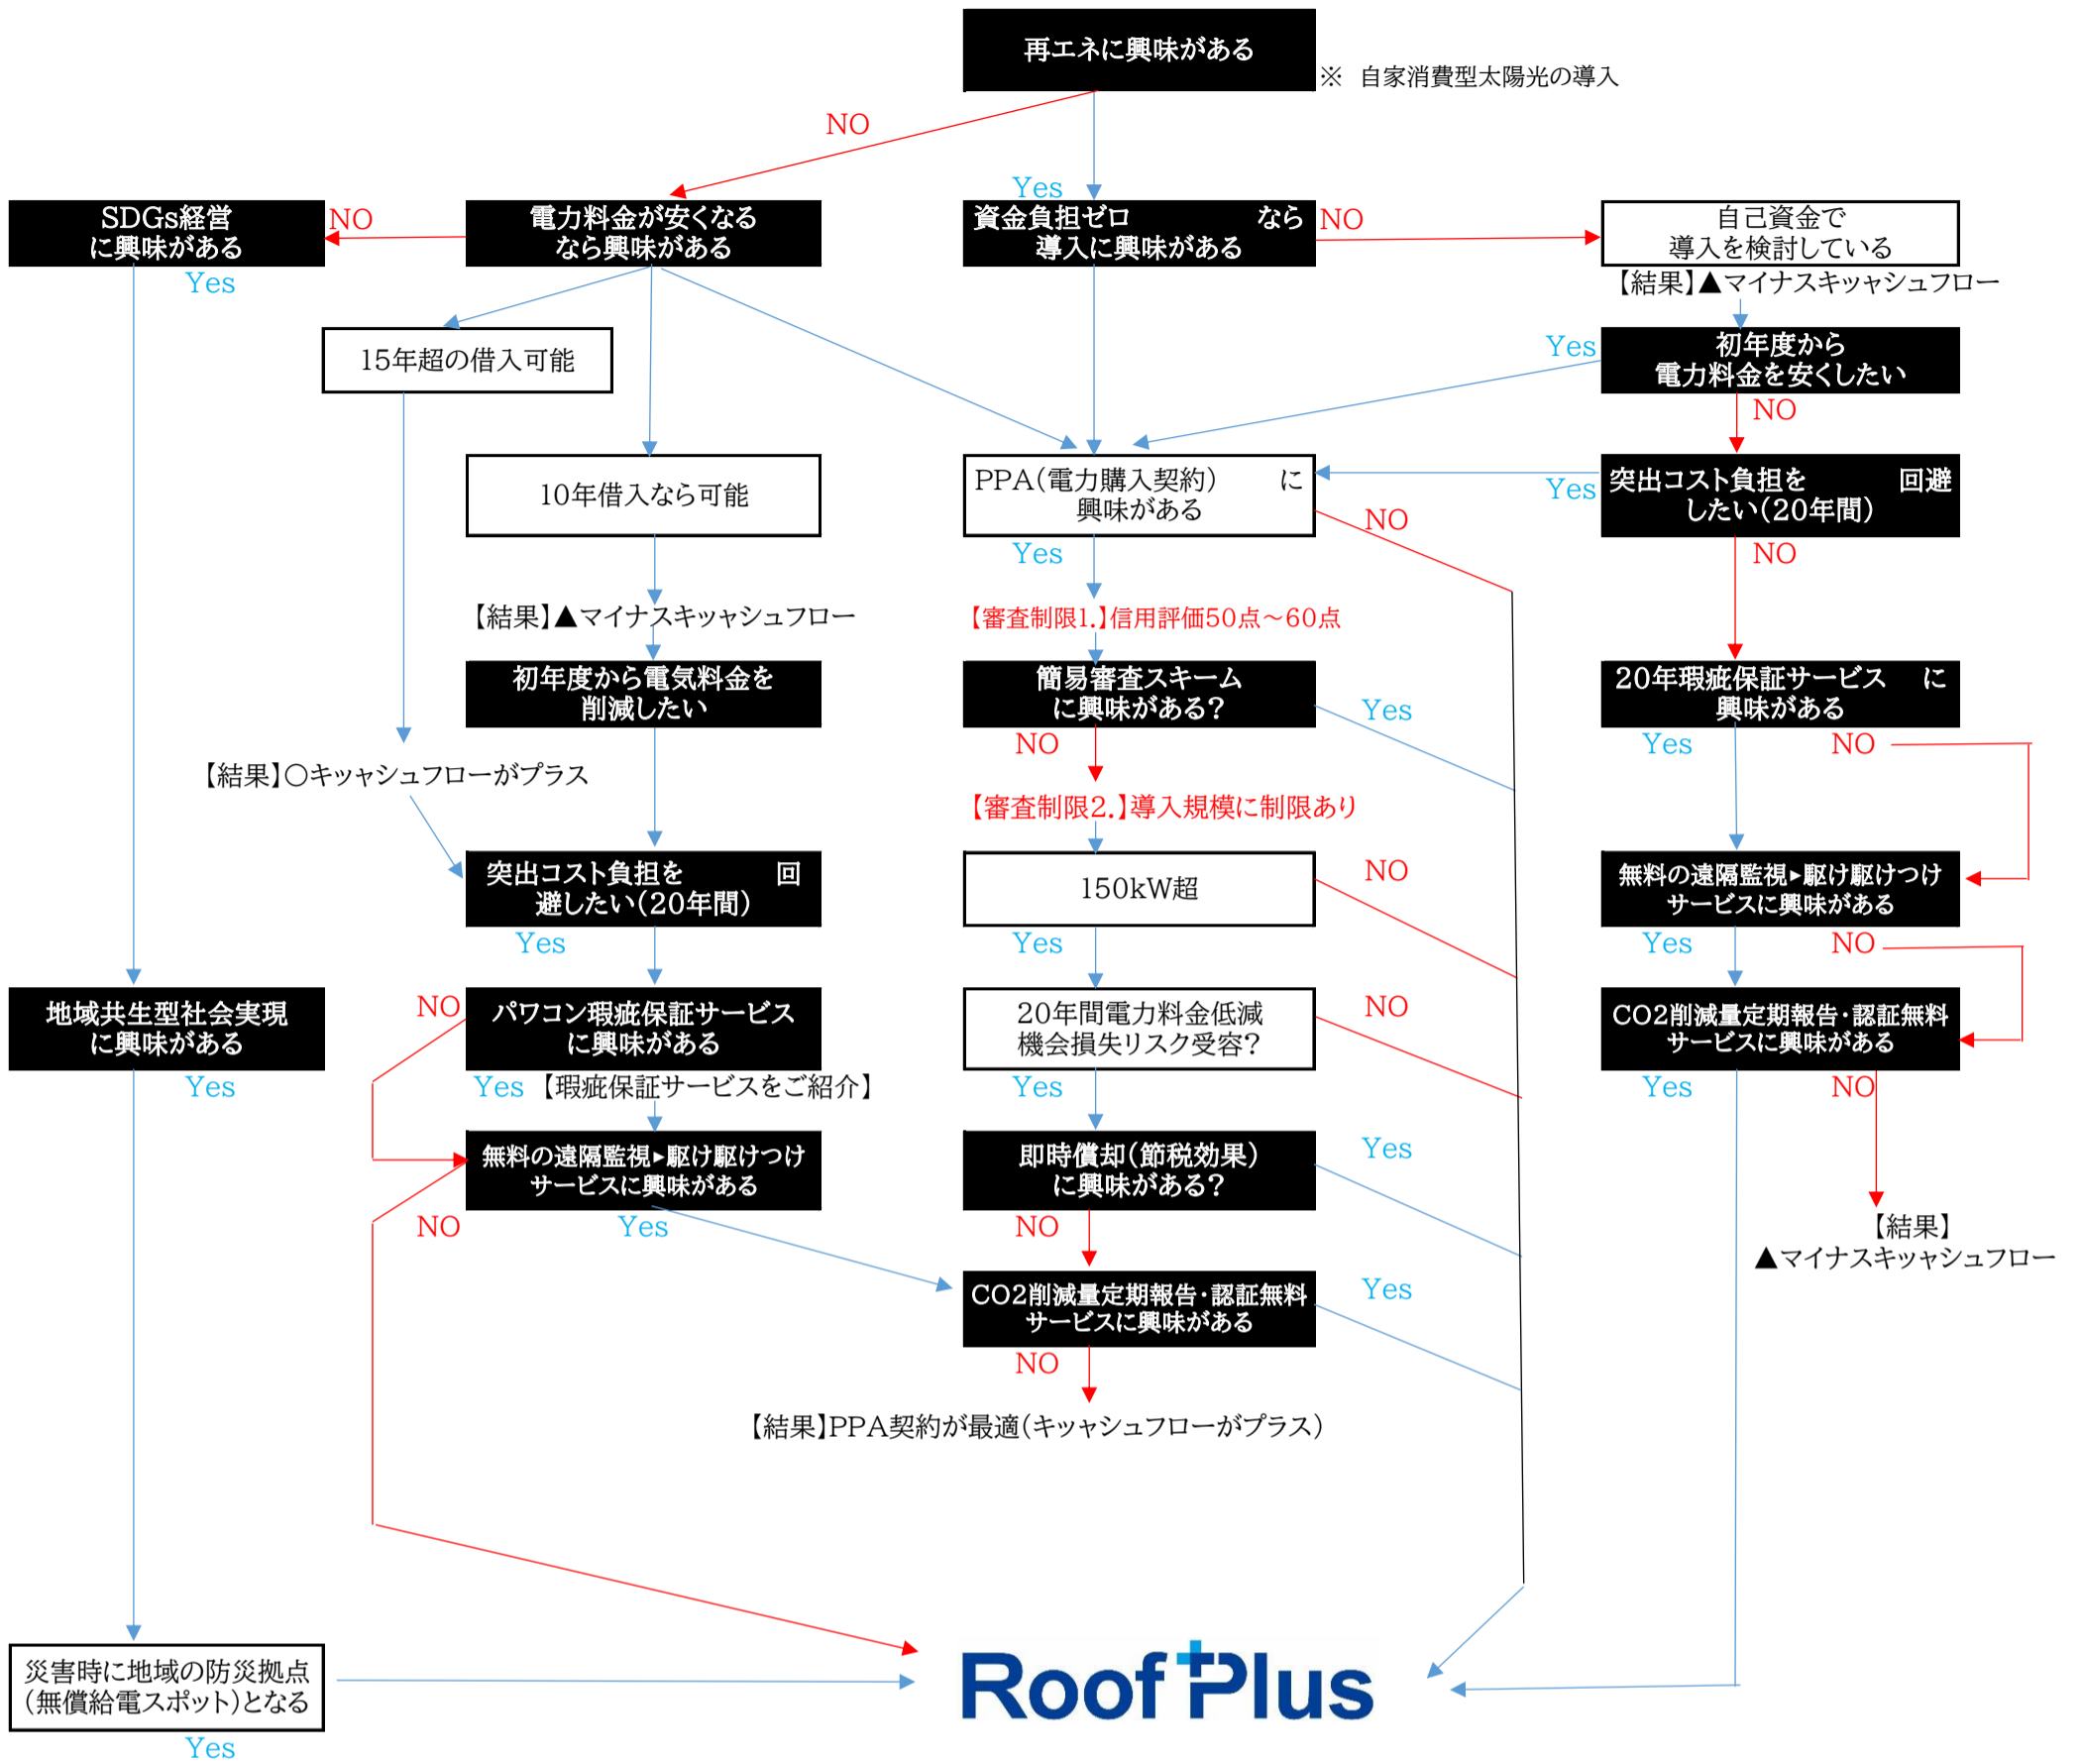 再エネに興味がある
※ 自家消費型太陽光の導入
NO
Yes
SDGs経営
に興味がある
NO
電力料金が安くなる
なら興味がある
資金負担ゼロ なら
導入に興味がある
NO
自己資金で
導入を検討している
Yes
【結果】▲マイナスキャッシュフロー
15年超の借入可能
Yes
初年度から
電力料金を安くしたい
NO
10年借入なら可能
PPA(電力購入契約) に
興味がある
NO
Yes
突出コスト負担を 回避
したい(20年間)
Yes
NO
【結果】▲マイナスキャッシュフロー
【審査制限1.】信用評価50点～60点
初年度から電気料金を
削減したい
簡易審査スキーム
に興味がある?
Yes
20年瑕疵保証サービス に
興味がある
NO
Yes
NO
【結果】○キャッシュフローがプラス
【審査制限2.】導入規模に制限あり
突出コスト負担を 回
避したい(20年間)
150kW超
NO
無料の遠隔監視▶駆け駆けつけ
サービスに興味がある
Yes
Yes
Yes
NO
地域共生型社会実現
に興味がある
NO
パワコン瑕疵保証サービス
に興味がある
20年間電力料金低減
機会損失リスク受容?
NO
CO2削減量定期報告・認証無料
サービスに興味がある
Yes
Yes 【瑕疵保証サービスをご紹介】
Yes
Yes
NO
無料の遠隔監視▶駆け駆けつけ
サービスに興味がある
即時償却(節税効果)
に興味がある?
Yes
NO
Yes
NO
【結果】
▲マイナスキャッシュフロー
CO2削減量定期報告・認証無料
サービスに興味がある
Yes
NO
【結果】PPA契約が最適(キャッシュフローがプラス)
災害時に地域の防災拠点
(無償給電スポット)となる
Roof Plus
Yes